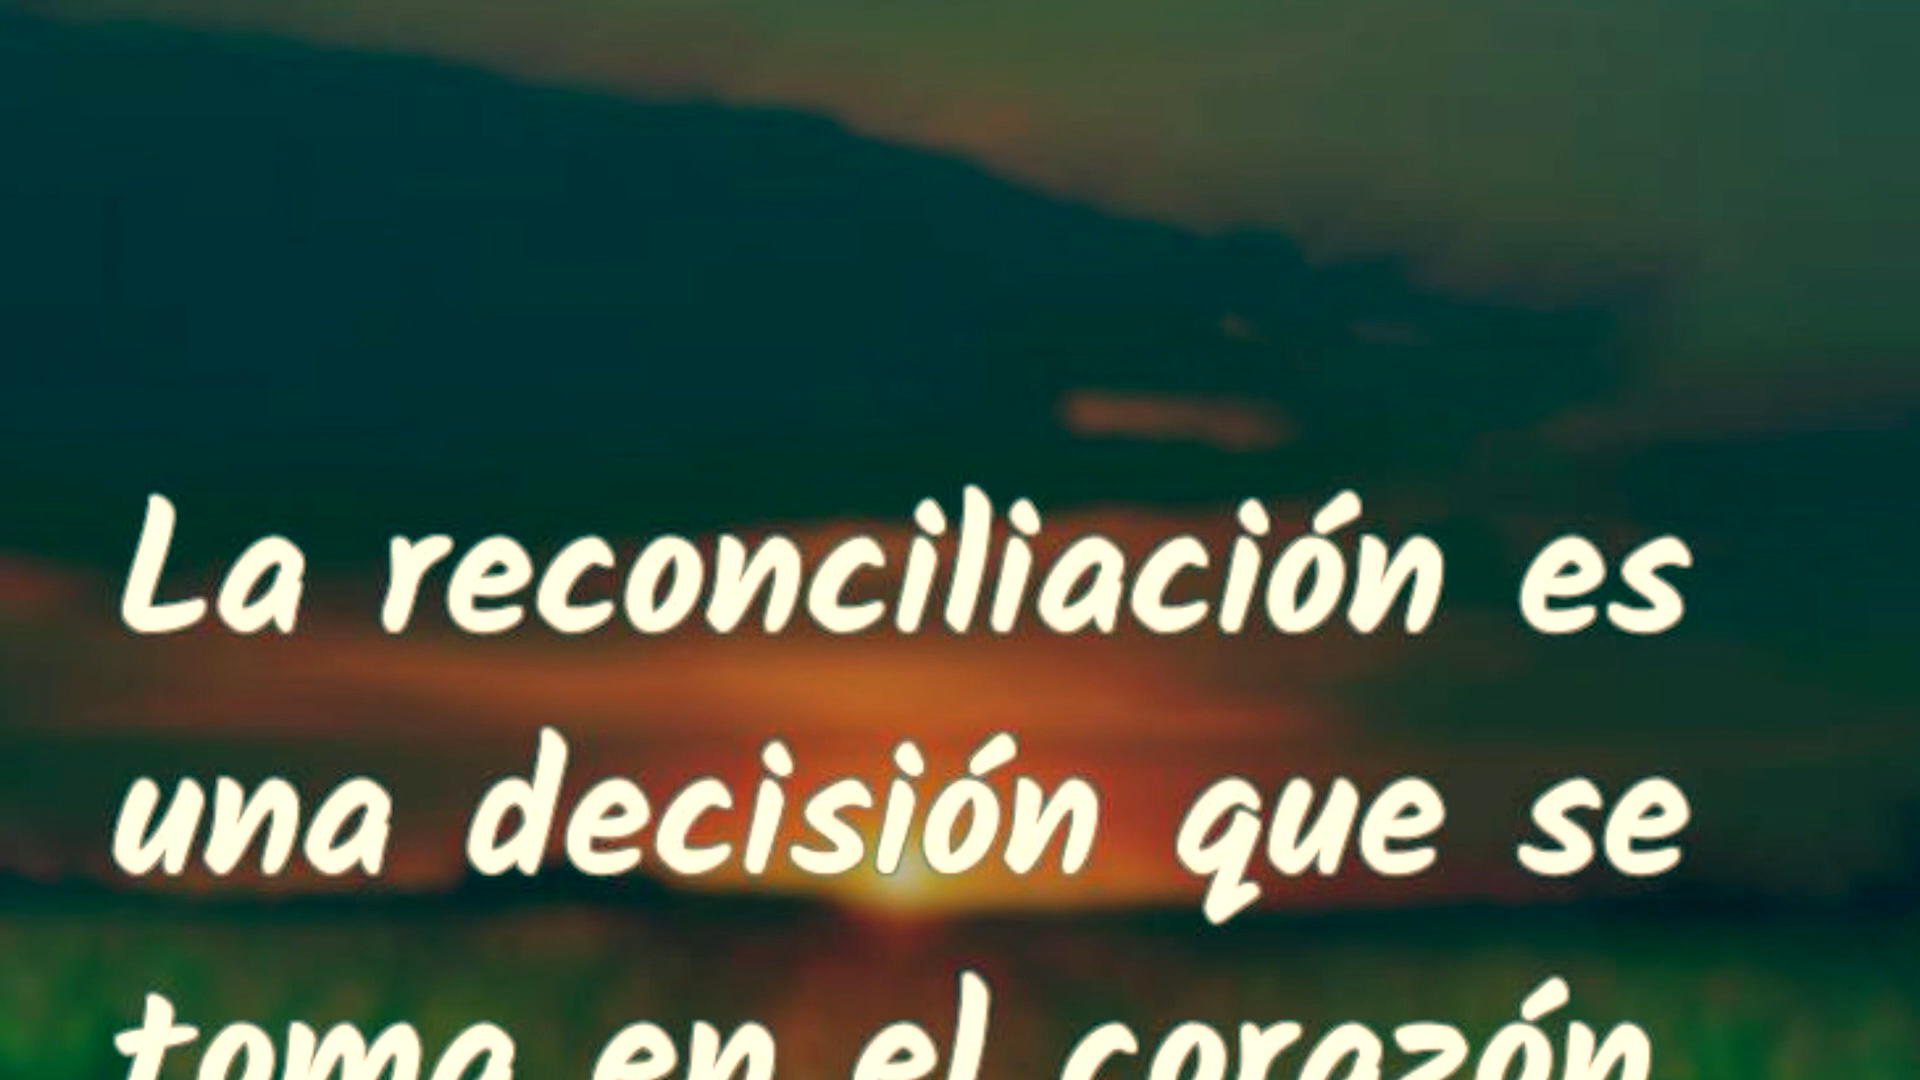 La reconciliación es
una decisión que se
toma en el corazón